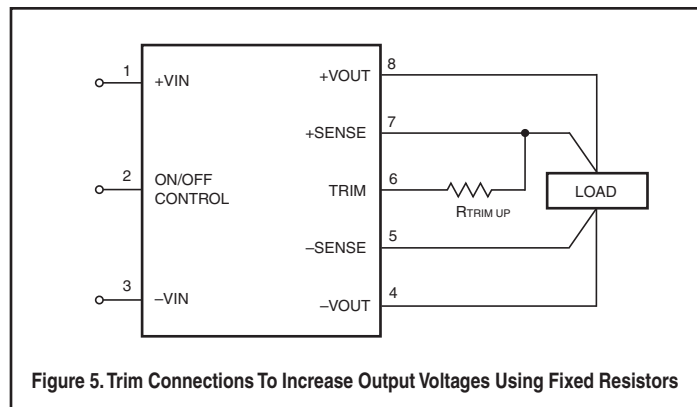 1
+VIN
+VOUT
8
+SENSE
7
2
ON/OFF
CONTROL
TRIM
6
RTRIM UP
LOAD
–SENSE
5
3
–VIN
–VOUT
4
Figure 5. Trim Connections To Increase Output Voltages Using Fixed Resistors